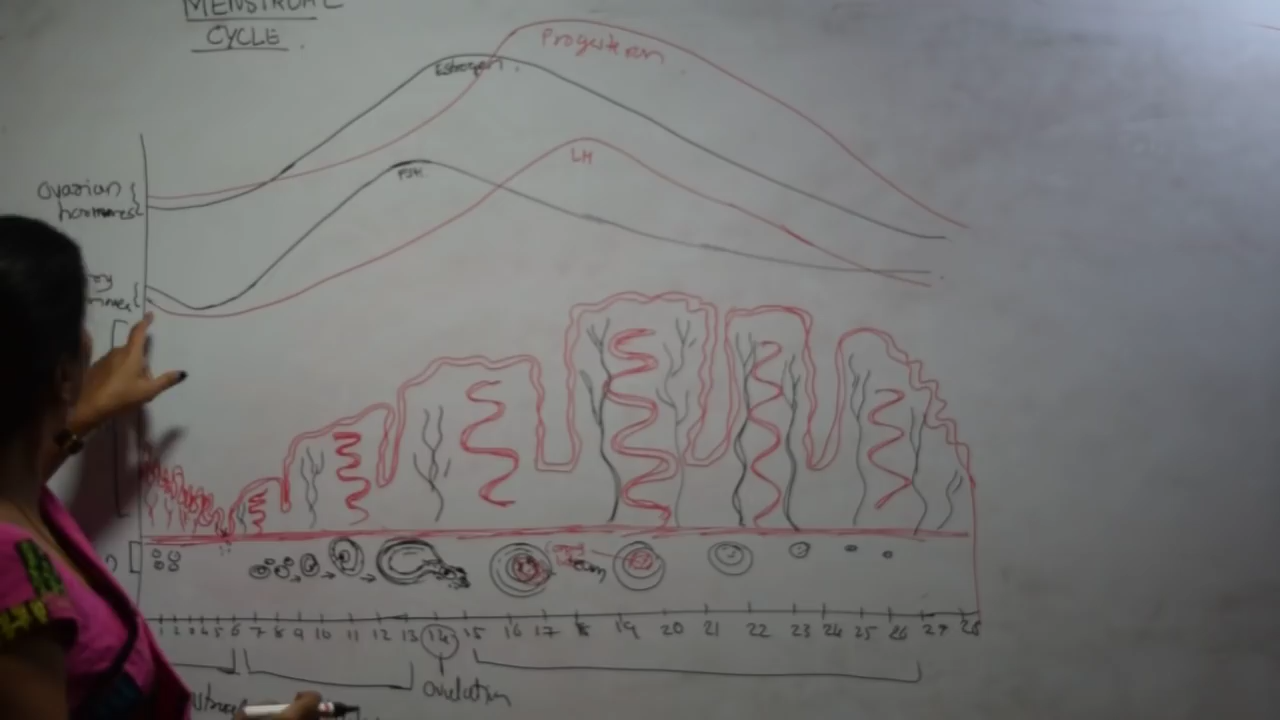 MENSTRUAL
CYCLE.
Progesteron
Estrogen
LH
FSH
Ovarian
hormones
1 2 3 4 5 6 7 8 9 10 11 12 13 14 15 16 17 18 19 20 21 22 23 24 25 26 27 28
Ovulation